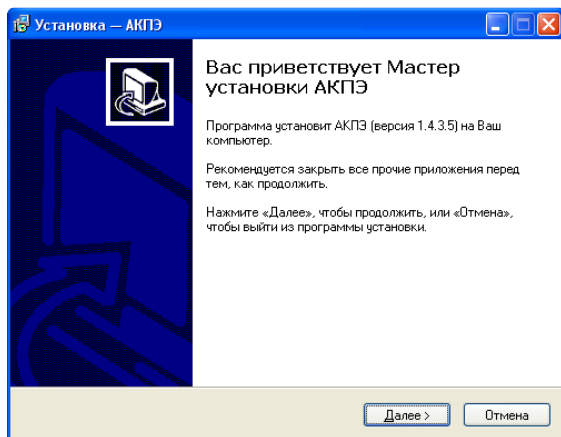 Установка — АКПЭ
Вас приветствует Мастер
установки АКПЭ
Программа установит АКПЭ (версия 1.4.3.5) на Ваш
компьютер.
Рекомендуется закрыть все прочие приложения перед
тем, как продолжить.
Нажмите «Далее», чтобы продолжить, или «Отмена»,
чтобы выйти из программы установки.
Далее >
Отмена